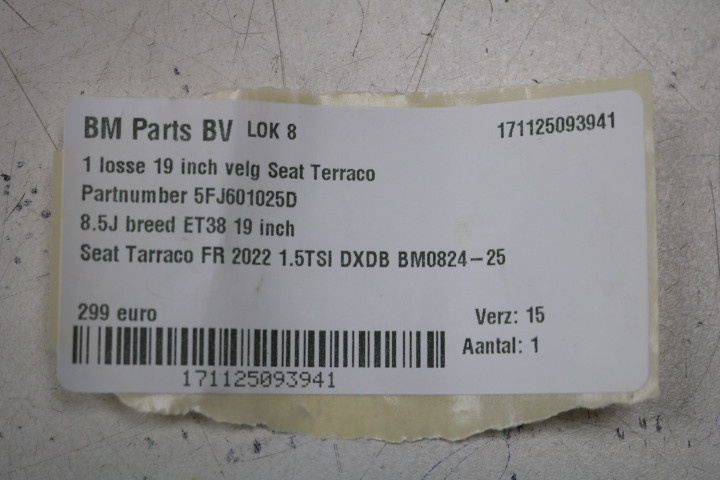 BM Parts BV LOK 8 171125093941
1 losse 19 inch velg Seat Terraco
Partnumber 5FJ601025D
8.5J breed ET38 19 inch
Seat Tarraco FR 2022 1.5TSI DXDB BM0824-25
299 euro Verz: 15
Aantal: 1
171125093941